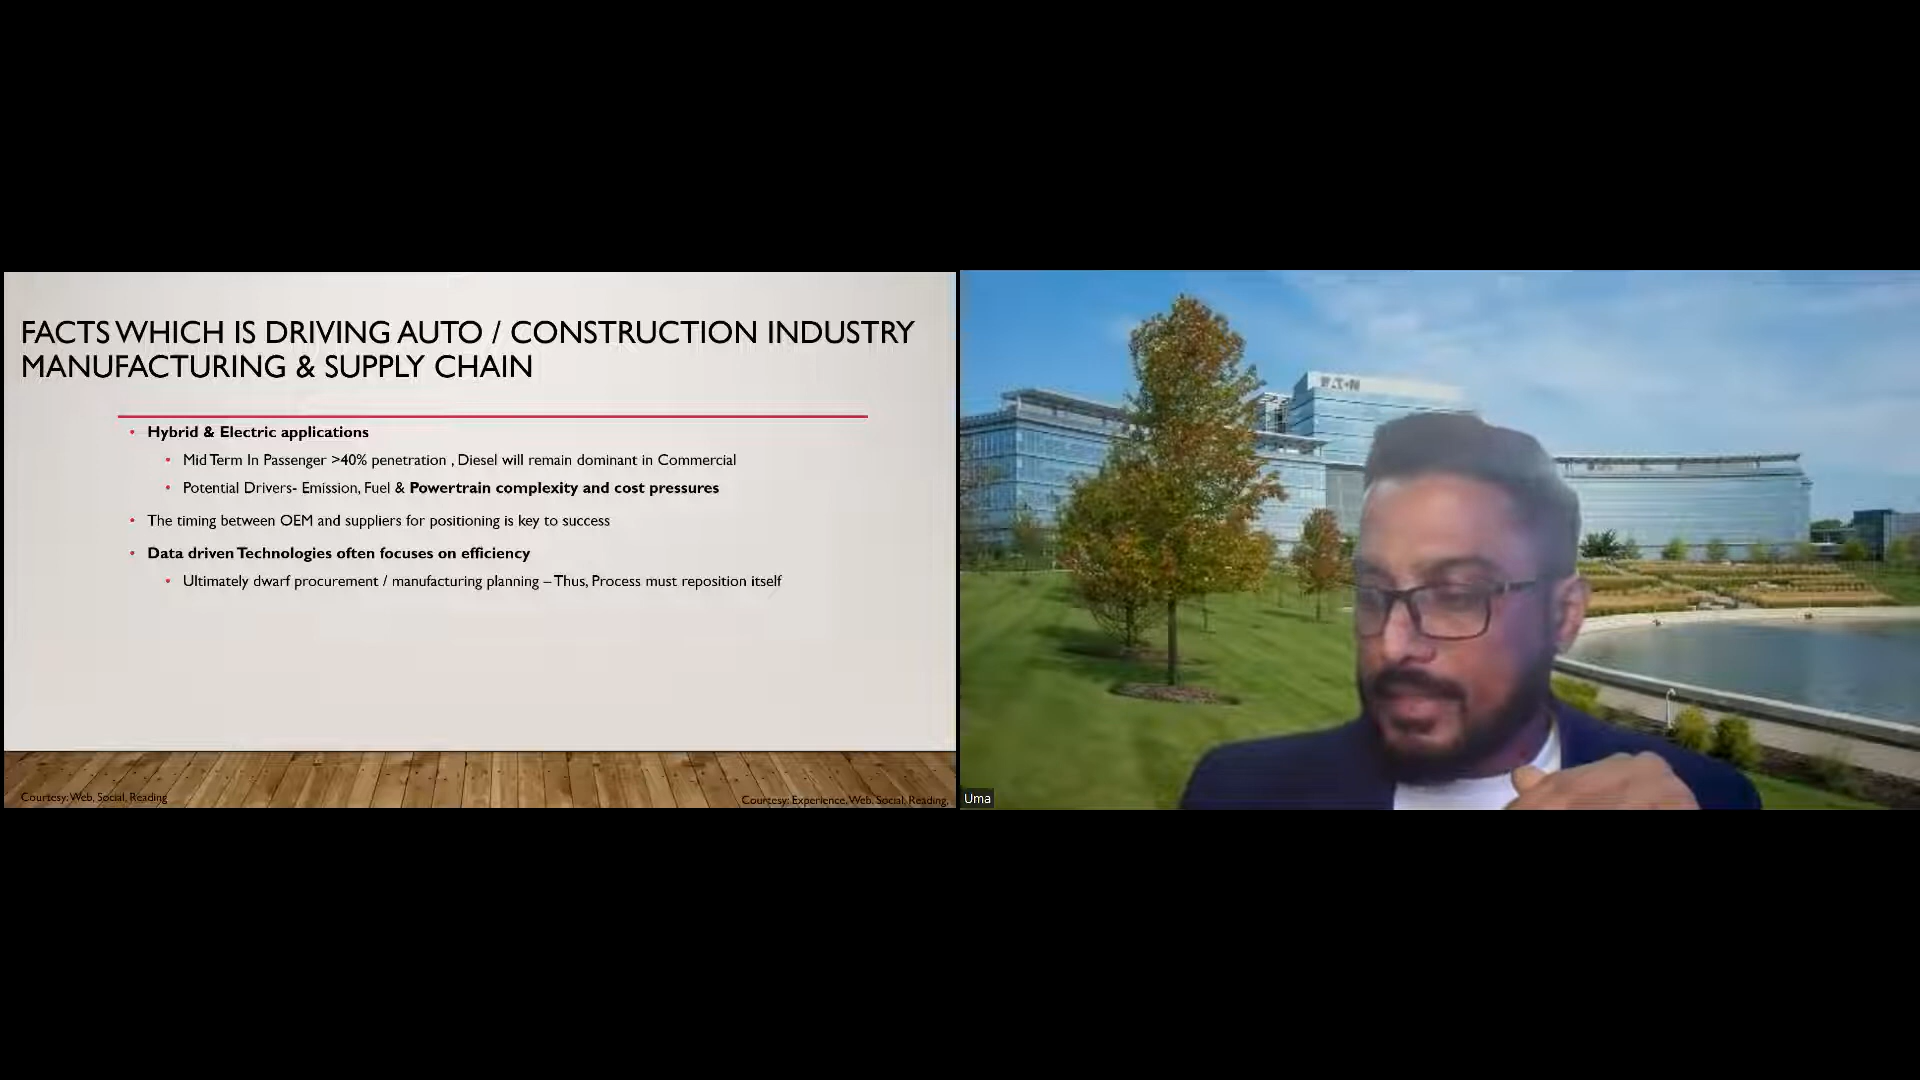 FACTS WHICH IS DRIVING AUTO / CONSTRUCTION INDUSTRY
MANUFACTURING & SUPPLY CHAIN
• Hybrid & Electric applications
• Mid Term In Passenger >40% penetration , Diesel will remain dominant in Commercial
• Potential Drivers- Emission, Fuel & Powertrain complexity and cost pressures
• The timing between OEM and suppliers for positioning is key to success
• Data driven Technologies often focuses on efficiency
• Ultimately dwarf procurement / manufacturing planning – Thus, Process must reposition itself
Courtesy: Web, Social, Reading
Courtesy: Experience, Web, Social, Reading,
EATON
Uma